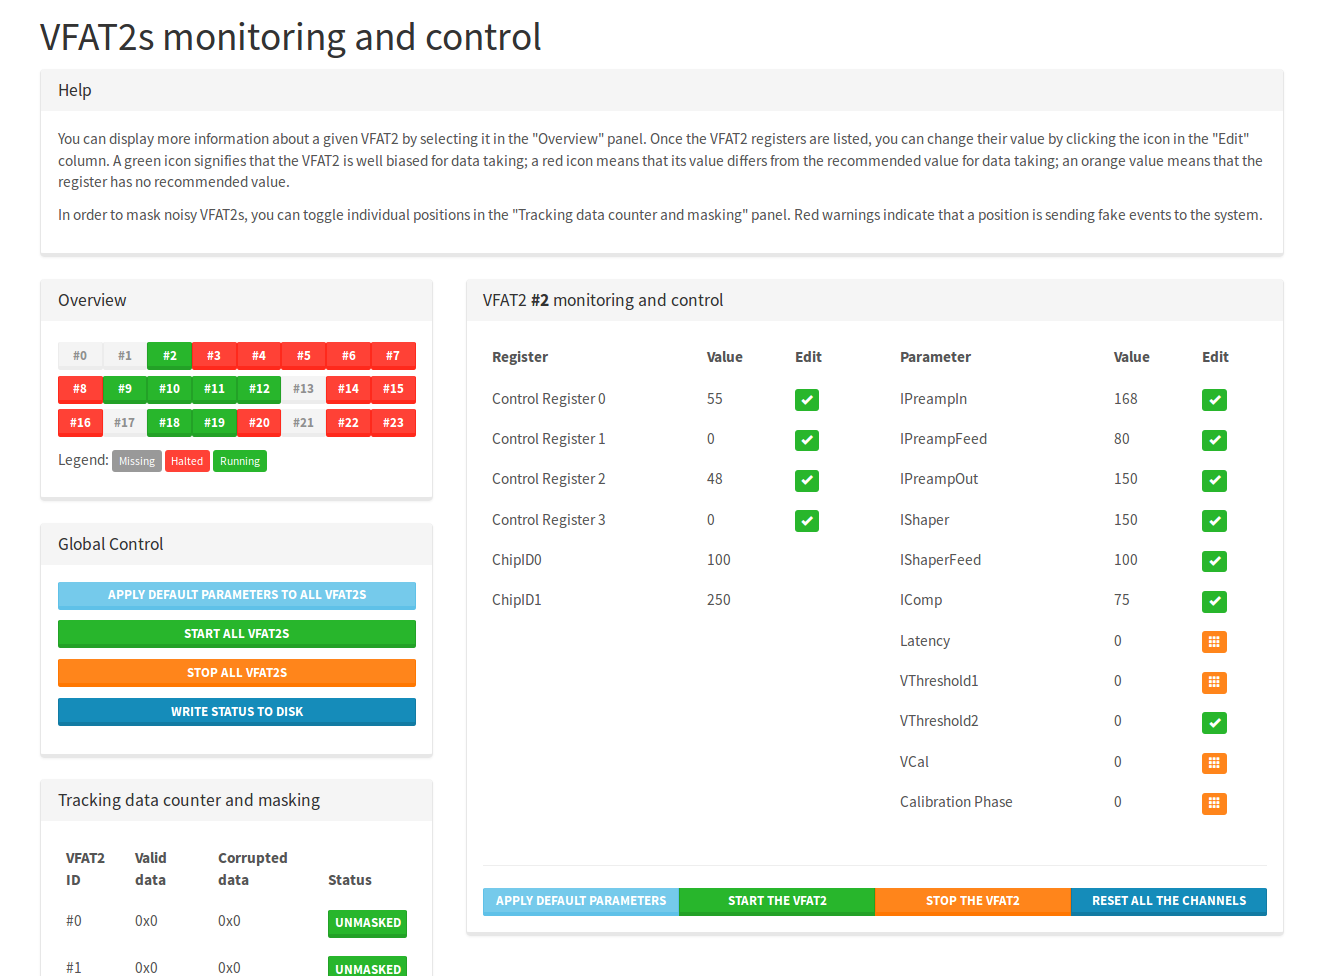 VFAT2s monitoring and control
Help
You can display more information about a given VFAT2 by selecting it in the "Overview" panel. Once the VFAT2 registers are listed, you can change their value by clicking the icon in the "Edit"
column. A green icon signifies that the VFAT2 is well biased for data taking; a red icon means that its value differs from the recommended value for data taking; an orange value means that the
register has no recommended value.
In order to mask noisy VFAT2s, you can toggle individual positions in the "Tracking data counter and masking" panel. Red warnings indicate that a position is sending fake events to the system.
Overview
#0 #1 #2 #3 #4 #5 #6 #7
#8 #9 #10 #11 #12 #13 #14 #15
#16 #17 #18 #19 #20 #21 #22 #23
Legend: Missing Halted Running
Global Control
APPLY DEFAULT PARAMETERS TO ALL VFAT2S
START ALL VFAT2S
STOP ALL VFAT2S
WRITE STATUS TO DISK
Tracking data counter and masking
VFAT2 ID Valid data Corrupted data Status
#0 0x0 0x0 UNMASKED
#1 0x0 0x0 UNMASKED
VFAT2 #2 monitoring and control
Register Value Edit Parameter Value Edit
Control Register 0 55 IPreampIn 168
Control Register 1 0 IPreampFeed 80
Control Register 2 48 IPreampOut 150
Control Register 3 0 IShaper 150
ChipID0 100 IShaperFeed 100
ChipID1 250 IComp 75
Latency 0
VThreshold1 0
VThreshold2 0
VCal 0
Calibration Phase 0
APPLY DEFAULT PARAMETERS START THE VFAT2 STOP THE VFAT2 RESET ALL THE CHANNELS